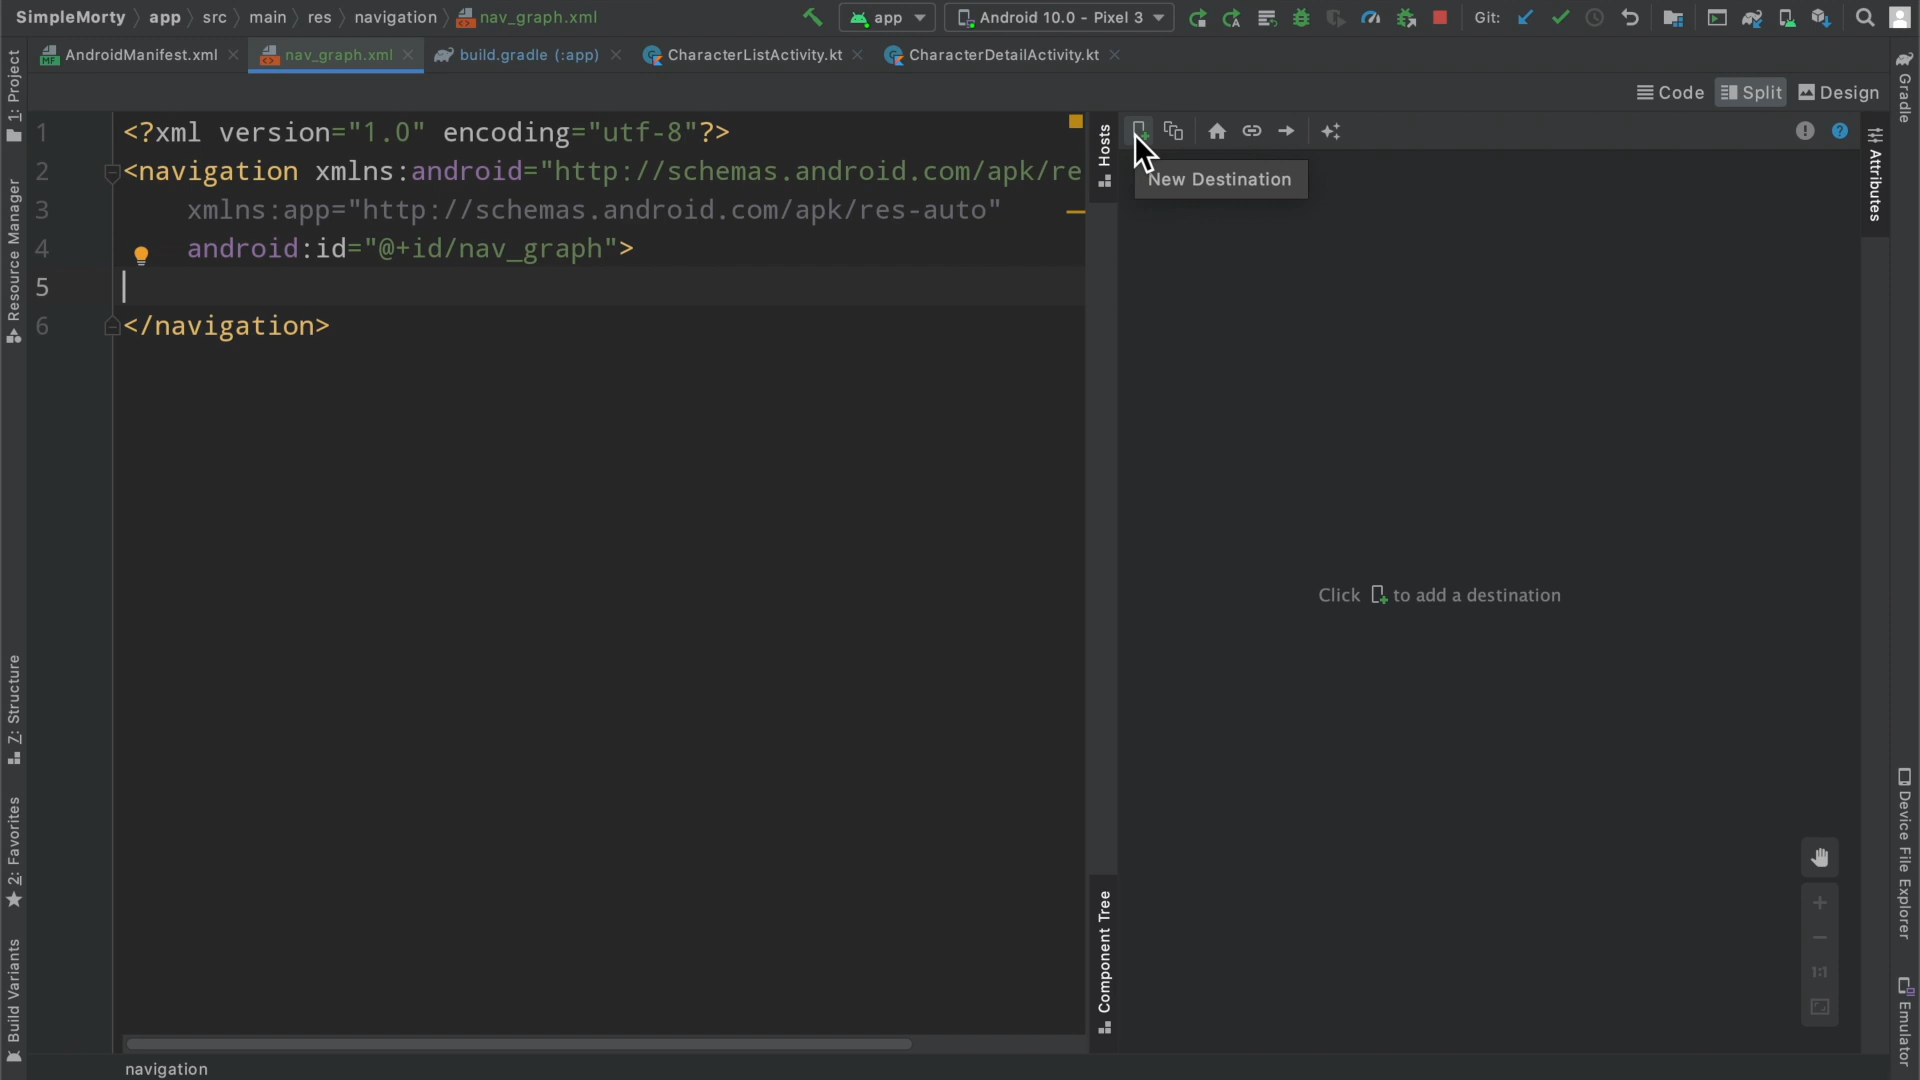 SimpleMorty app src main res navigation nav_graph.xml app Android 10.0 - Pixel 3 Git:
AndroidManifest.xml nav_graph.xml build.gradle (:app) CharacterListActivity.kt CharacterDetailActivity.kt
Code Split Design
1 <?xml version="1.0" encoding="utf-8"?>
2 <navigation xmlns:android="http://schemas.android.com/apk/re
3 xmlns:app="http://schemas.android.com/apk/res-auto"
4 android:id="@+id/nav_graph">
5
6 </navigation>
New Destination
Click to add a destination
1:1
navigation
1: Project
Resource Manager
Z: Structure
2: Favorites
Build Variants
Hosts
Component Tree
Attributes
Gradle
Device File Explorer
Emulator